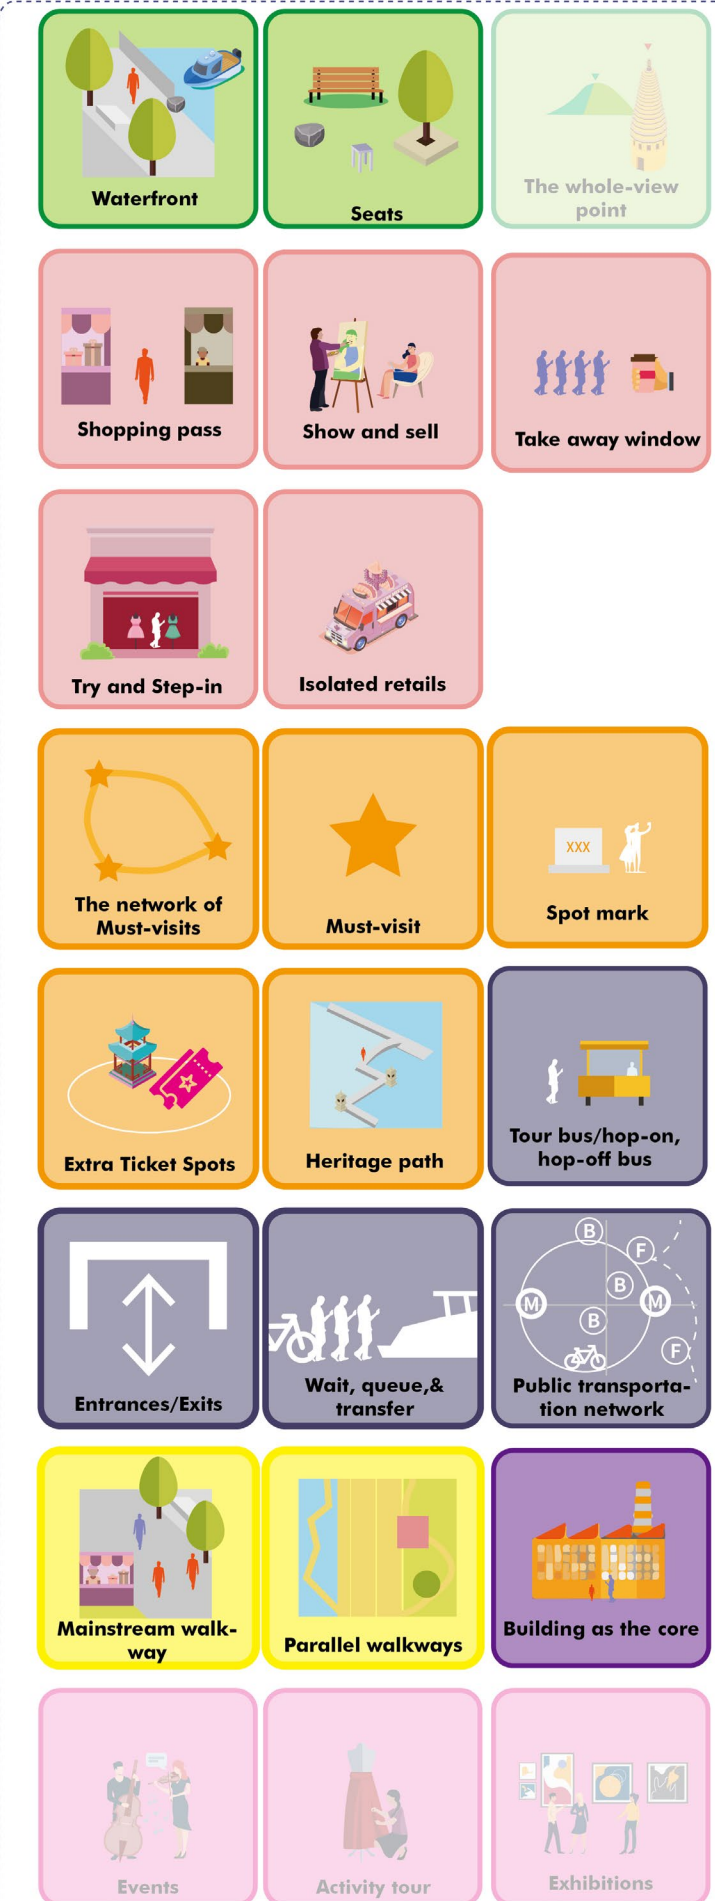 Waterfront
Seats
The whole-view
point
Shopping pass
Show and sell
Take away window
Try and Step-in
Isolated retails
The network of
Must-visits
Must-visit
XXX
Spot mark
Extra Ticket Spots
Heritage path
Tour bus/hop-on,
hop-off bus
Entrances/Exits
Wait, queue,&
transfer
B
F
B
M
M
B
F
Public transporta-
tion network
Mainstream walk-
way
Parallel walkways
Building as the core
Events
Activity tour
Exhibitions